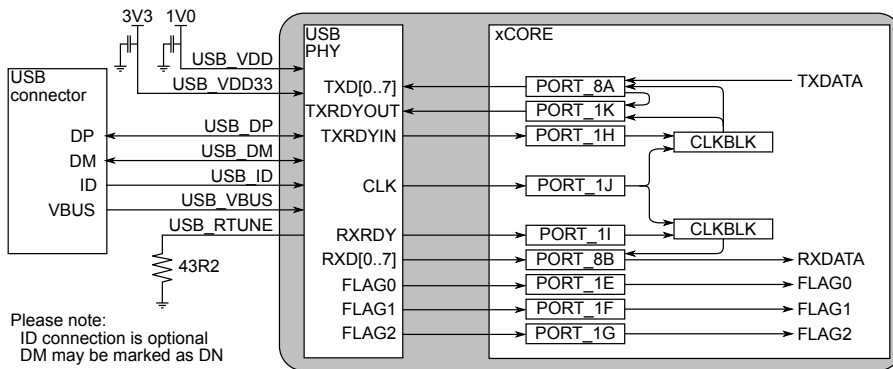 3V3 1V0
USB
connector
USB
PHY
xCORE
USB_VDD
USB_VDD33
TXD[0..7] PORT_8A TXDATA
TXRDYOUT PORT_1K
DP USB_DP TXRDYIN PORT_1H CLKBLK
DM USB_DM
ID USB_ID CLK PORT_1J
VBUS USB_VBUS
USB_RTUNE RXRDY PORT_1I CLKBLK
43R2 RXD[0..7] PORT_8B RXDATA
FLAG0 PORT_1E FLAG0
FLAG1 PORT_1F FLAG1
FLAG2 PORT_1G FLAG2
Please note:
ID connection is optional
DM may be marked as DN